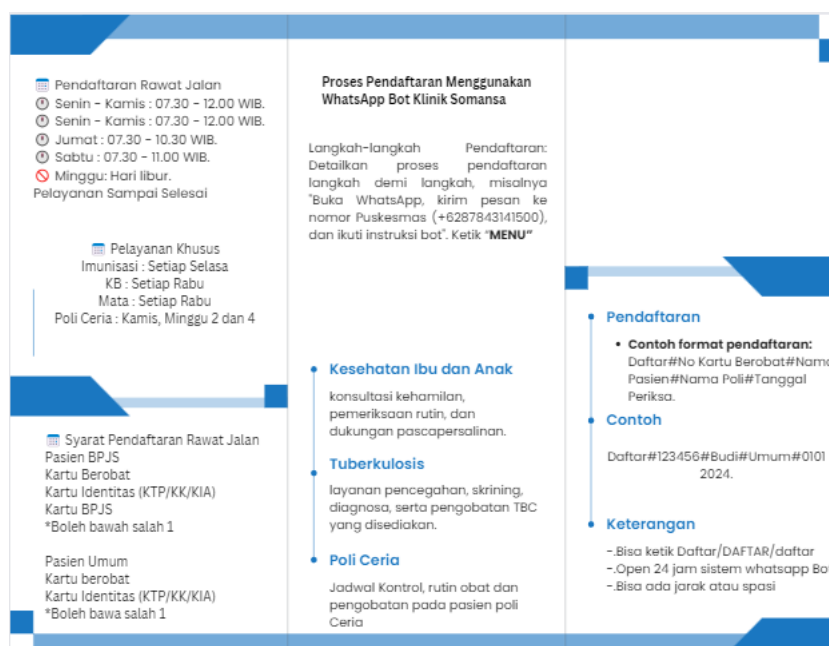 Pendaftaran Rawat Jalan
Senin - Kamis : 07.30 - 12.00 WIB.
Senin - Kamis : 07.30 - 12.00 WIB.
Jumat : 07.30 - 10.30 WIB.
Sabtu : 07.30 - 11.00 WIB.
Minggu: Hari libur.
Pelayanan Sampai Selesai
Pelayanan Khusus
Imunisasi : Setiap Selasa
KB : Setiap Rabu
Mata : Setiap Rabu
Poli Ceria : Kamis, Minggu 2 dan 4
Syarat Pendaftaran Rawat Jalan
Pasien BPJS
Kartu Berobat
Kartu Identitas (KTP/KK/KIA)
Kartu BPJS
*Boleh bawah salah 1
Pasien Umum
Kartu berobat
Kartu Identitas (KTP/KK/KIA)
*Boleh bawa salah 1
Proses Pendaftaran Menggunakan
WhatsApp Bot Klinik Somansa
Langkah-langkah Pendaftaran:
Detailkan proses pendaftaran
langkah demi langkah, misalnya
"Buka WhatsApp, kirim pesan ke
nomor Puskesmas (+6287843141500),
dan ikuti instruksi bot". Ketik "MENU"
Kesehatan Ibu dan Anak
konsultasi kehamilan,
pemeriksaan rutin, dan
dukungan pascapersalinan.
Tuberkulosis
layanan pencegahan, skrining,
diagnosa, serta pengobatan TBC
yang disediakan.
Poli Ceria
Jadwal Kontrol, rutin obat dan
pengobatan pada pasien poli
Ceria
Pendaftaran
• Contoh format pendaftaran:
Daftar#No Kartu Berobat#Nama
Pasien#Nama Poli#Tanggal
Periksa.
Contoh
Daftar#123456#Budi#Umum#0101
2024.
Keterangan
-.Bisa ketik Daftar/DAFTAR/daftar
-.Open 24 jam sistem whatsapp Bot
-.Bisa ada jarak atau spasi